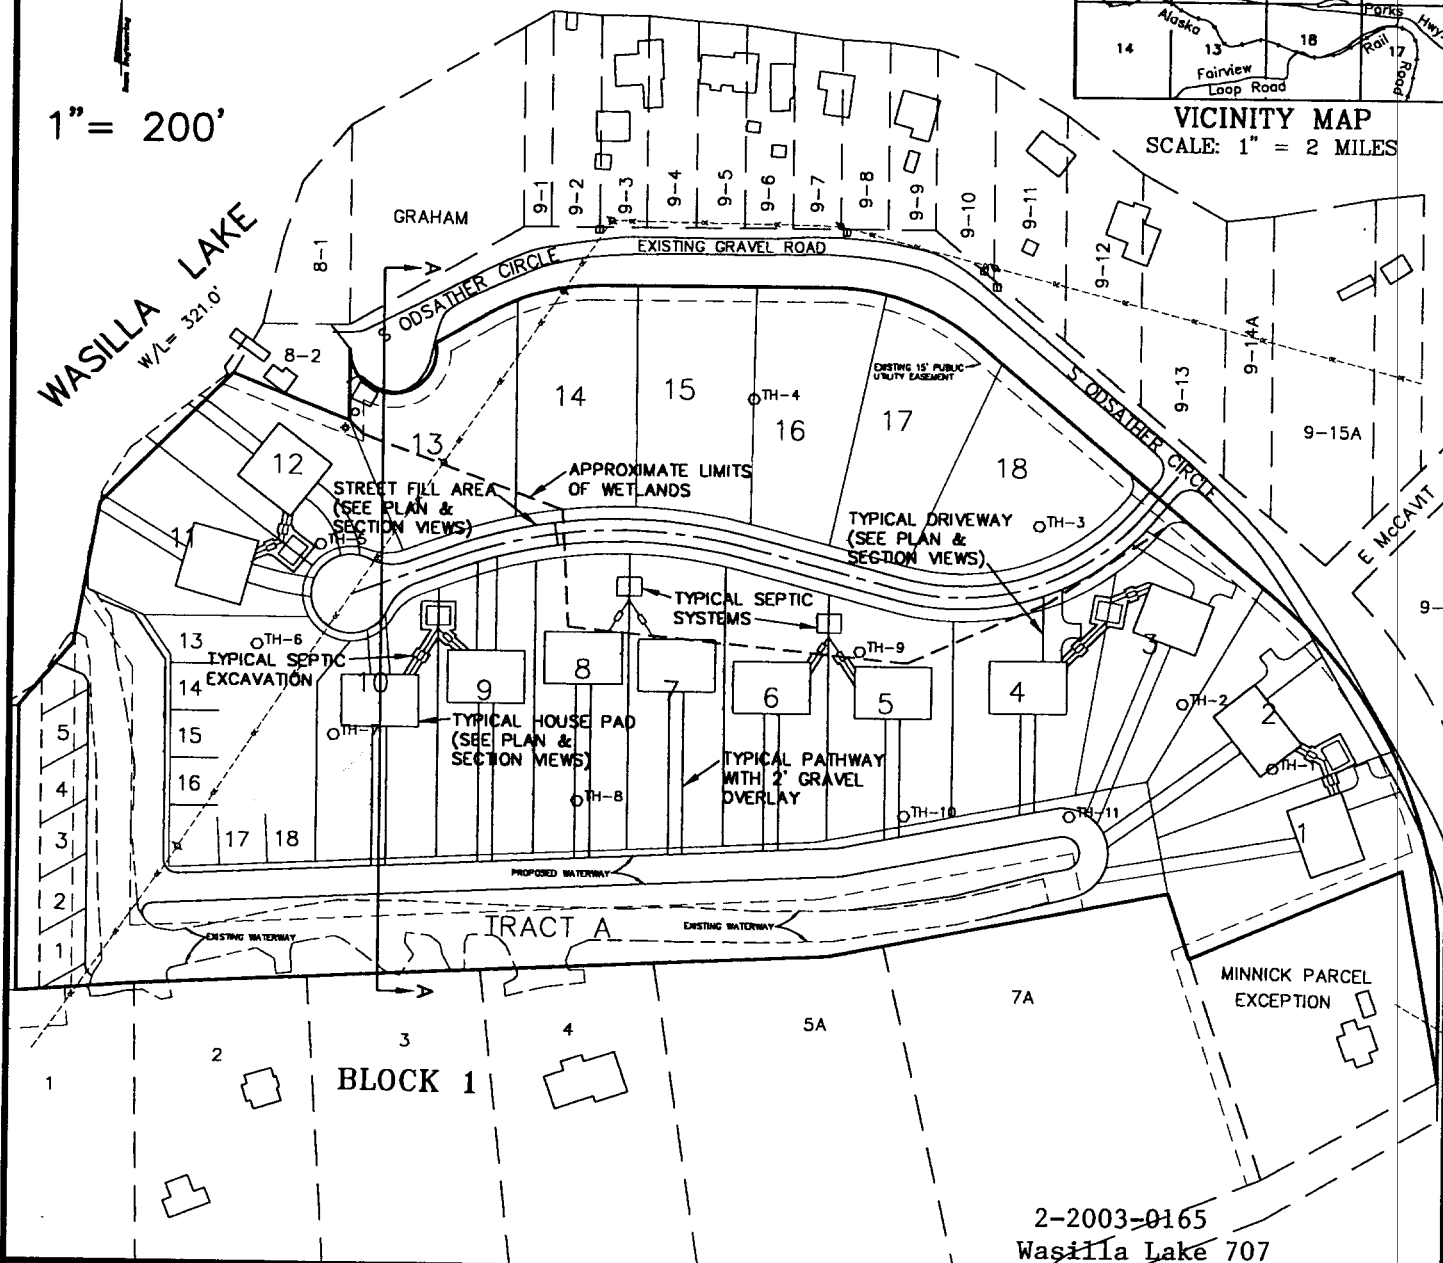 1"= 200'
Parks
Hwy.
Alaska
14
13
18
17
Rail
Road
Fairview
Loop Road
VICINITY MAP
SCALE: 1" = 2 MILES
WASILLA LAKE
W/L= 321.0'
GRAHAM
8-1
8-2
9-1
9-2
9-3
9-4
9-5
9-6
9-7
9-8
9-9
9-10
9-11
9-12
9-13
9-14A
9-15A
9-
E McCAVIT
S ODSATHER CIRCLE
EXISTING GRAVEL ROAD
S ODSATHER CIRCLE
A
EXISTING 15' PUBLIC
UTILITY EASEMENT
13
14
15
16
17
18
TH-4
TH-3
12
11
TH-5
STREET FILL AREA
(SEE PLAN &
SECTION VIEWS)
APPROXIMATE LIMITS
OF WETLANDS
TYPICAL DRIVEWAY
(SEE PLAN &
SECTION VIEWS)
TYPICAL SEPTIC
SYSTEMS
TH-6
TYPICAL SEPTIC
EXCAVATION
TH-9
10
9
8
7
6
5
4
3
2
1
TH-7
TH-2
TH-1
TYPICAL HOUSE PAD
(SEE PLAN &
SECTION VIEWS)
TYPICAL PATHWAY
WITH 2' GRAVEL
OVERLAY
TH-8
TH-10
TH-11
13
14
15
16
17
18
5
4
3
2
1
PROPOSED WATERWAY
TRACT A
EXISTING WATERWAY
EXISTING WATERWAY
A
MINNICK PARCEL
EXCEPTION
1
2
3
4
5A
7A
BLOCK 1
2-2003-0165
Wasilla Lake 707